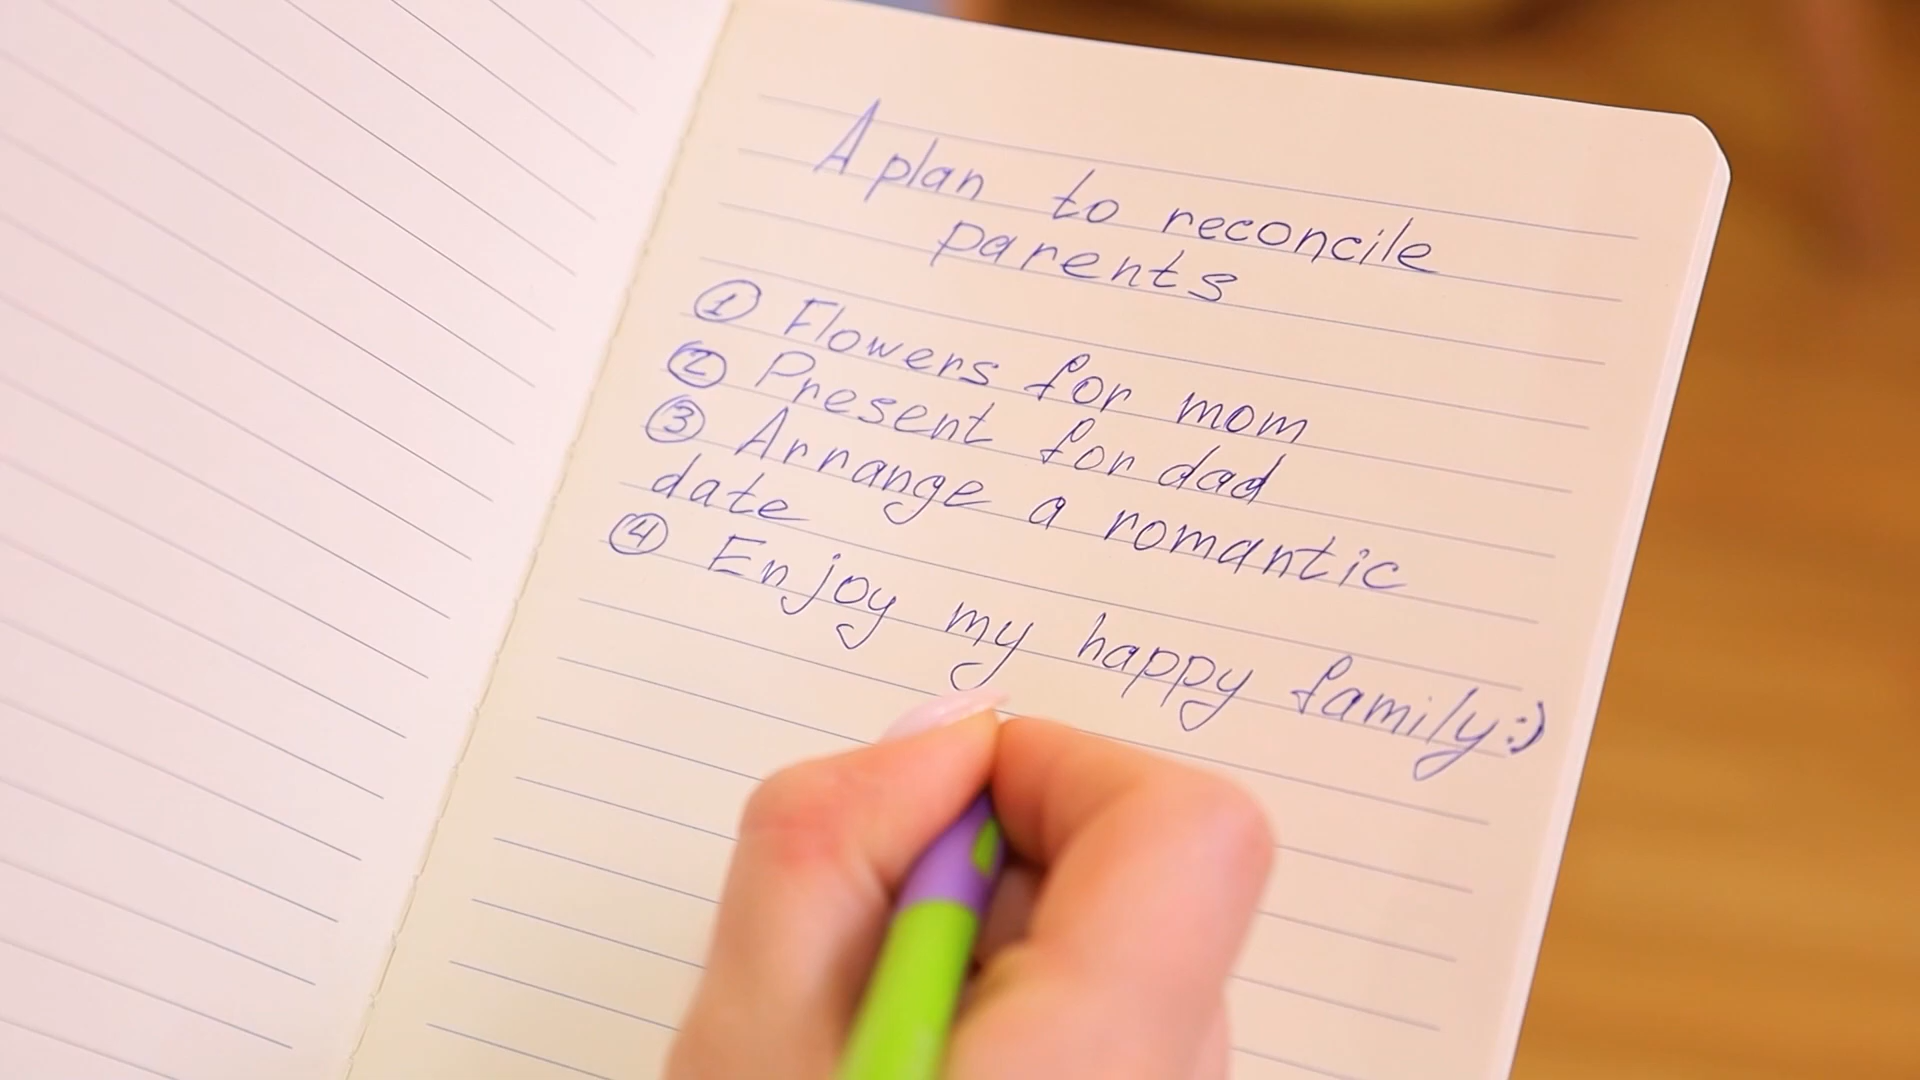 A plan to reconcile
parents
① Flowers for mom
② Present for dad
③ Arrange a romantic
date
④ Enjoy my happy family:)